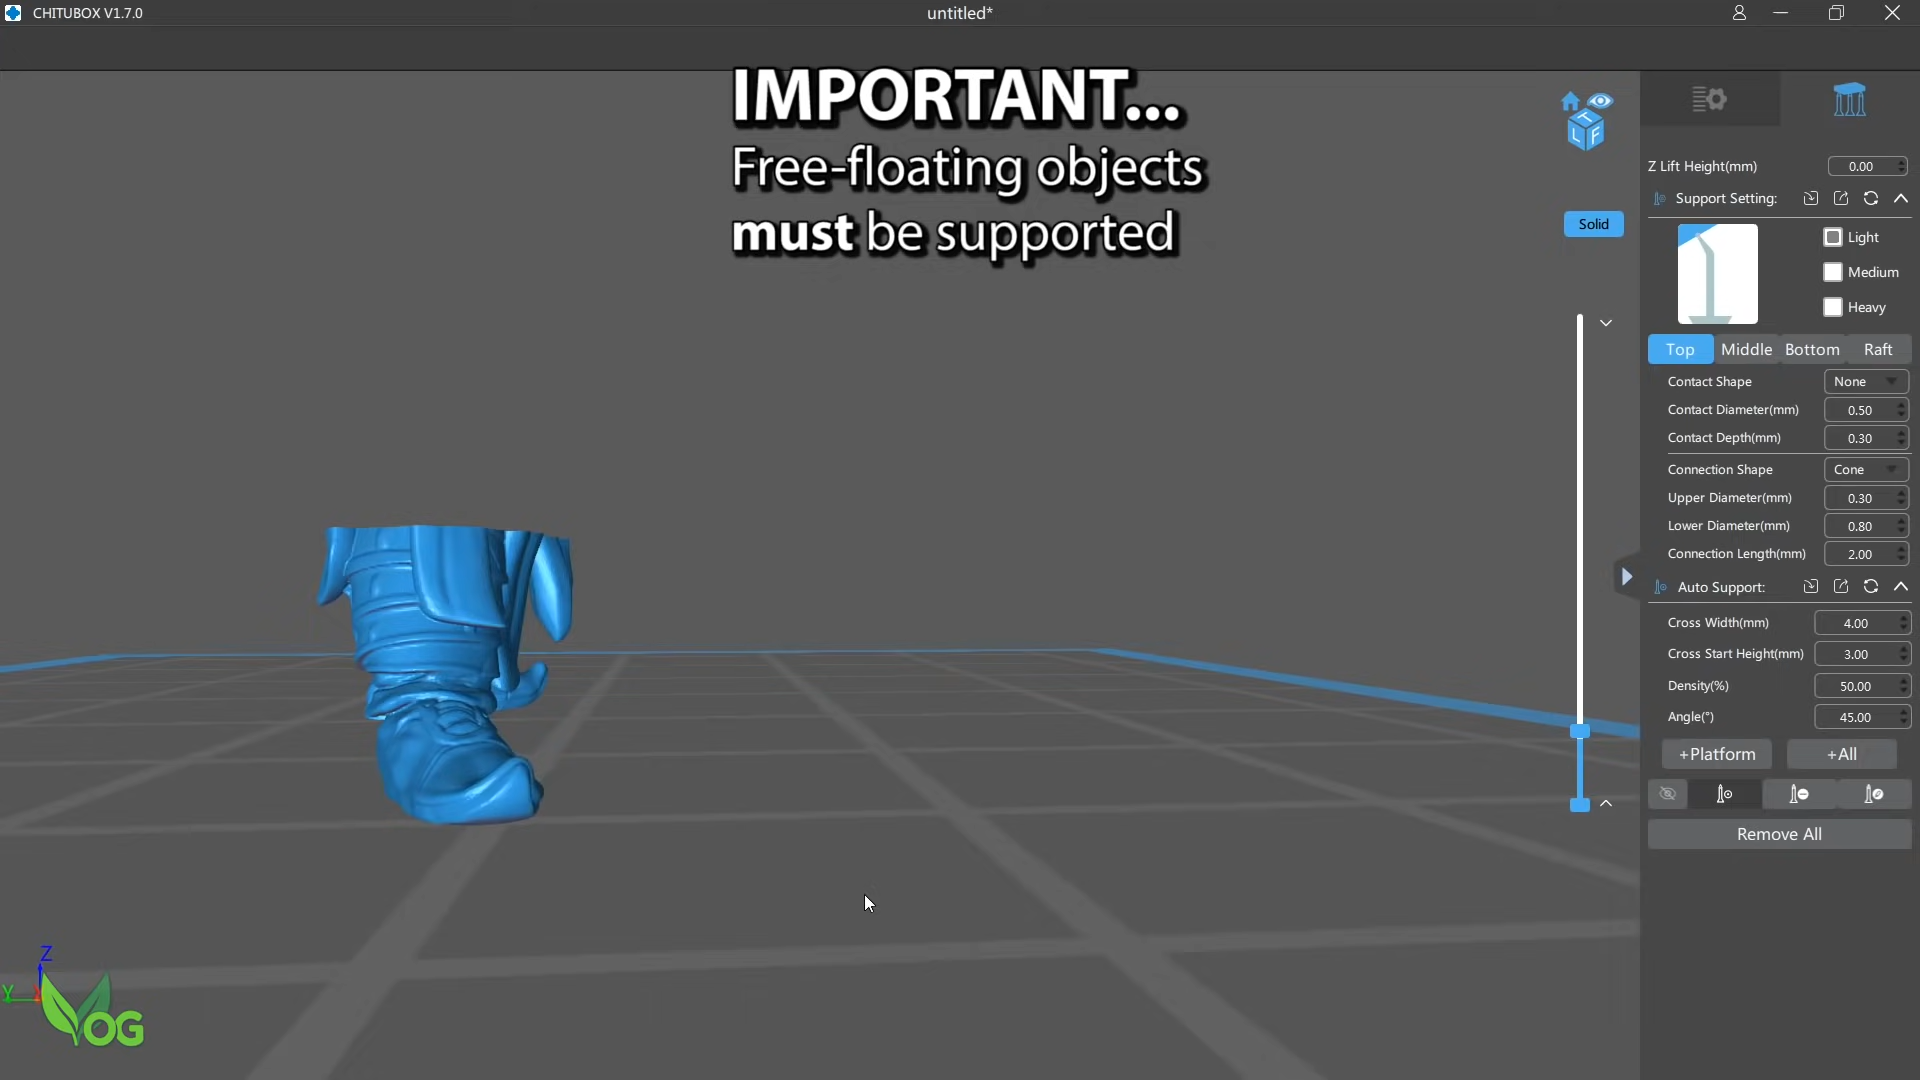 CHITUBOX V1.7.0
untitled*
IMPORTANT...
Free-floating objects
must be supported
T
L F
Solid
Z Lift Height(mm) 0.00
Support Setting:
Light
Medium
Heavy
Top Middle Bottom Raft
Contact Shape None
Contact Diameter(mm) 0.50
Contact Depth(mm) 0.30
Connection Shape Cone
Upper Diameter(mm) 0.30
Lower Diameter(mm) 0.80
Connection Length(mm) 2.00
Auto Support:
Cross Width(mm) 4.00
Cross Start Height(mm) 3.00
Density(%) 50.00
Angle(°) 45.00
+Platform +All
Remove All
Z
Y
VOG